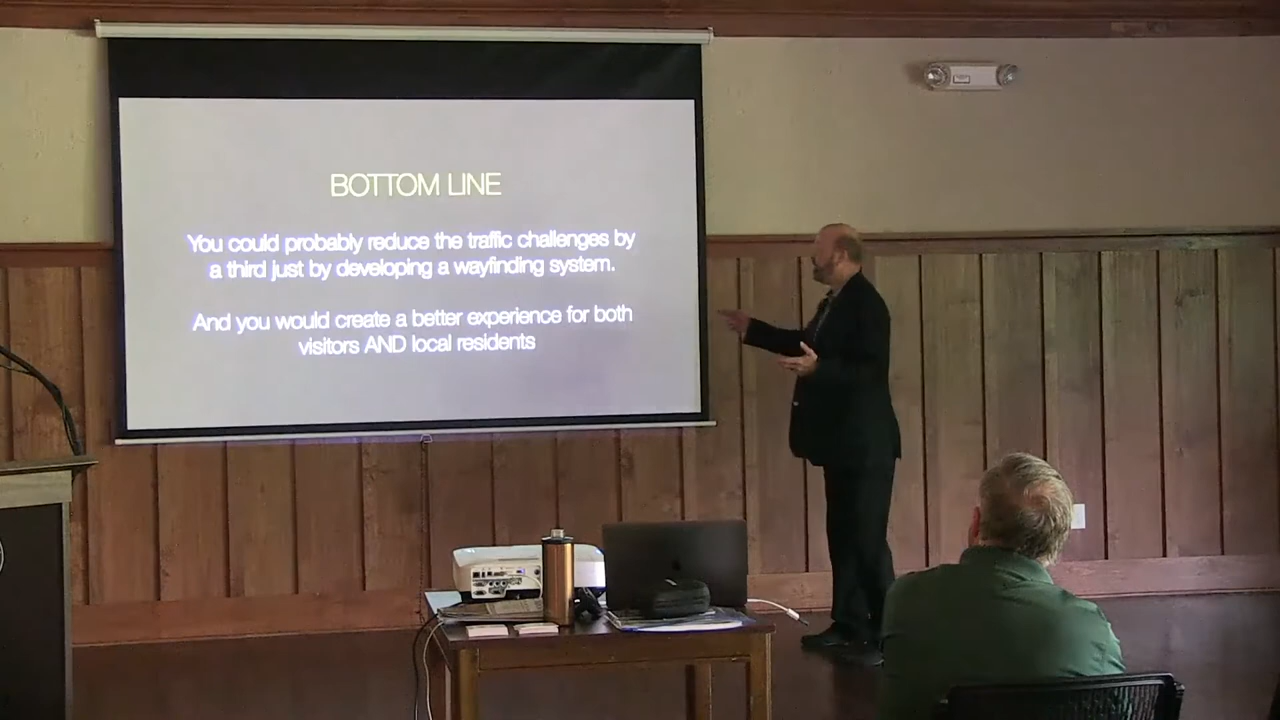 BOTTOM LINE
You could probably reduce the traffic challenges by
a third just by developing a wayfinding system.
And you would create a better experience for both
visitors AND local residents